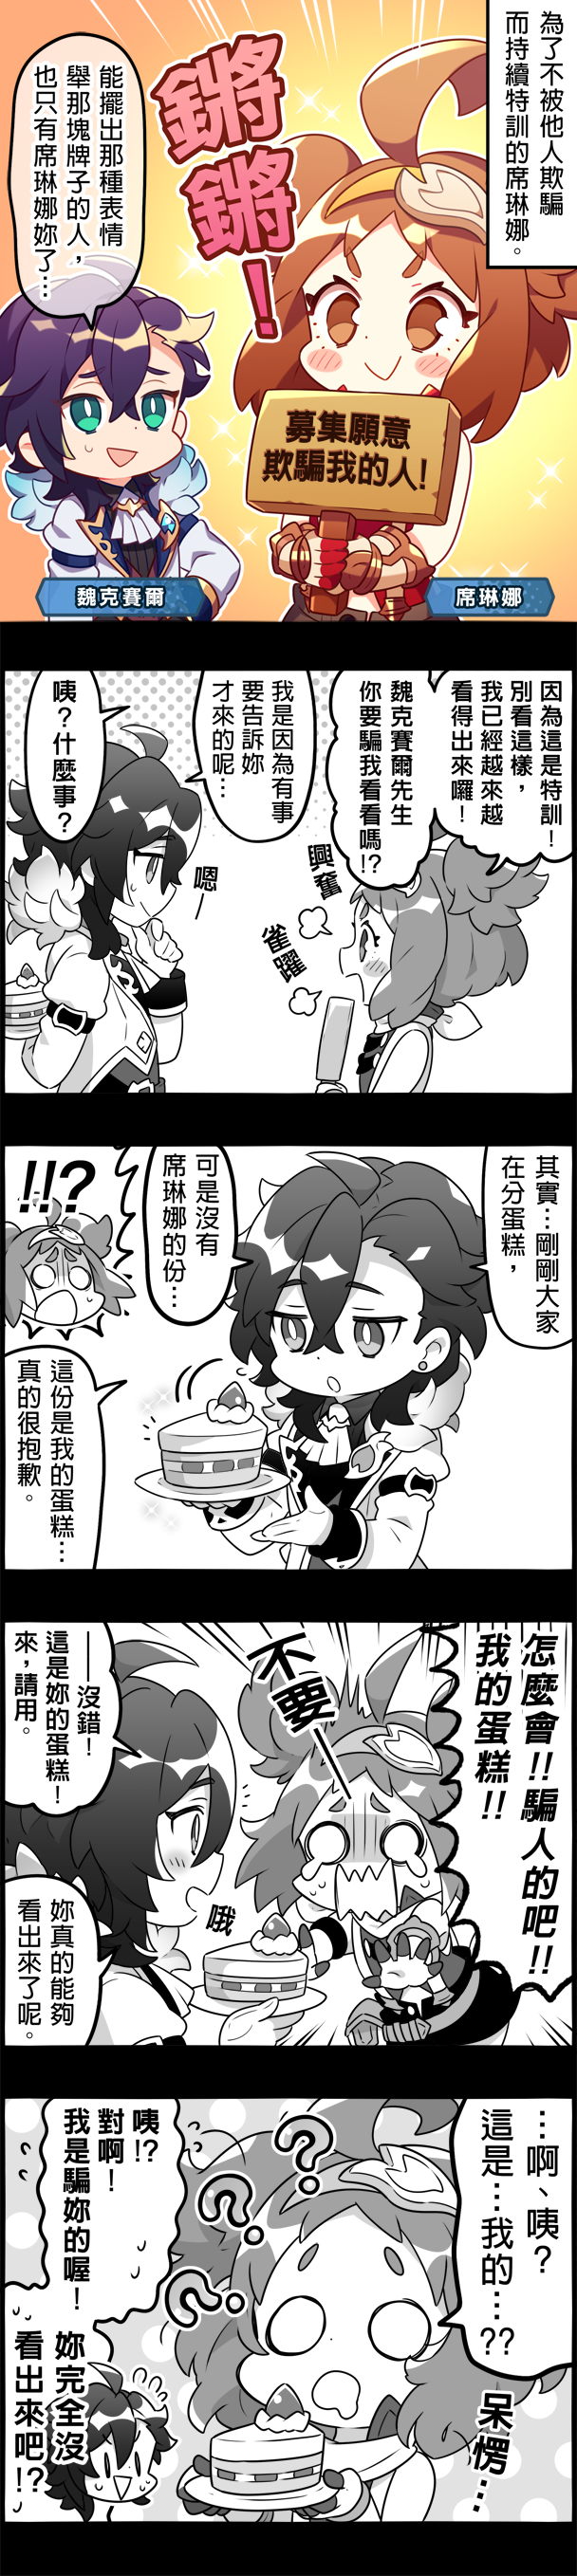 為了不被他人欺騙
而持續特訓的席琳娜。
鏘
鏘！
能擺出那種表情
舉那塊牌子的人，
也只有席琳娜妳了…
募集願意
欺騙我的人!
魏克賽爾
席琳娜
因為這是特訓！
別看這樣，
我已經越來越
看得出來囉！
魏克賽爾先生
你要騙我看看嗎!?
興奮
雀躍
我是因為有事
要告訴妳
才來的呢…
嗯—
咦？什麼事？
其實…剛剛大家
在分蛋糕，
可是沒有
席琳娜的份…
!!?
這份是我的蛋糕…
真的很抱歉。
怎麼會!!騙人的吧!!
我的蛋糕!!
不要—
——沒錯！
這是妳的蛋糕！
來，請用。
哦
妳真的能夠
看出來了呢。
…啊、咦？
這是…我的…??
???
呆愣…
咦!?
對啊！
我是騙妳的喔！
妳完全沒
看出來吧!?